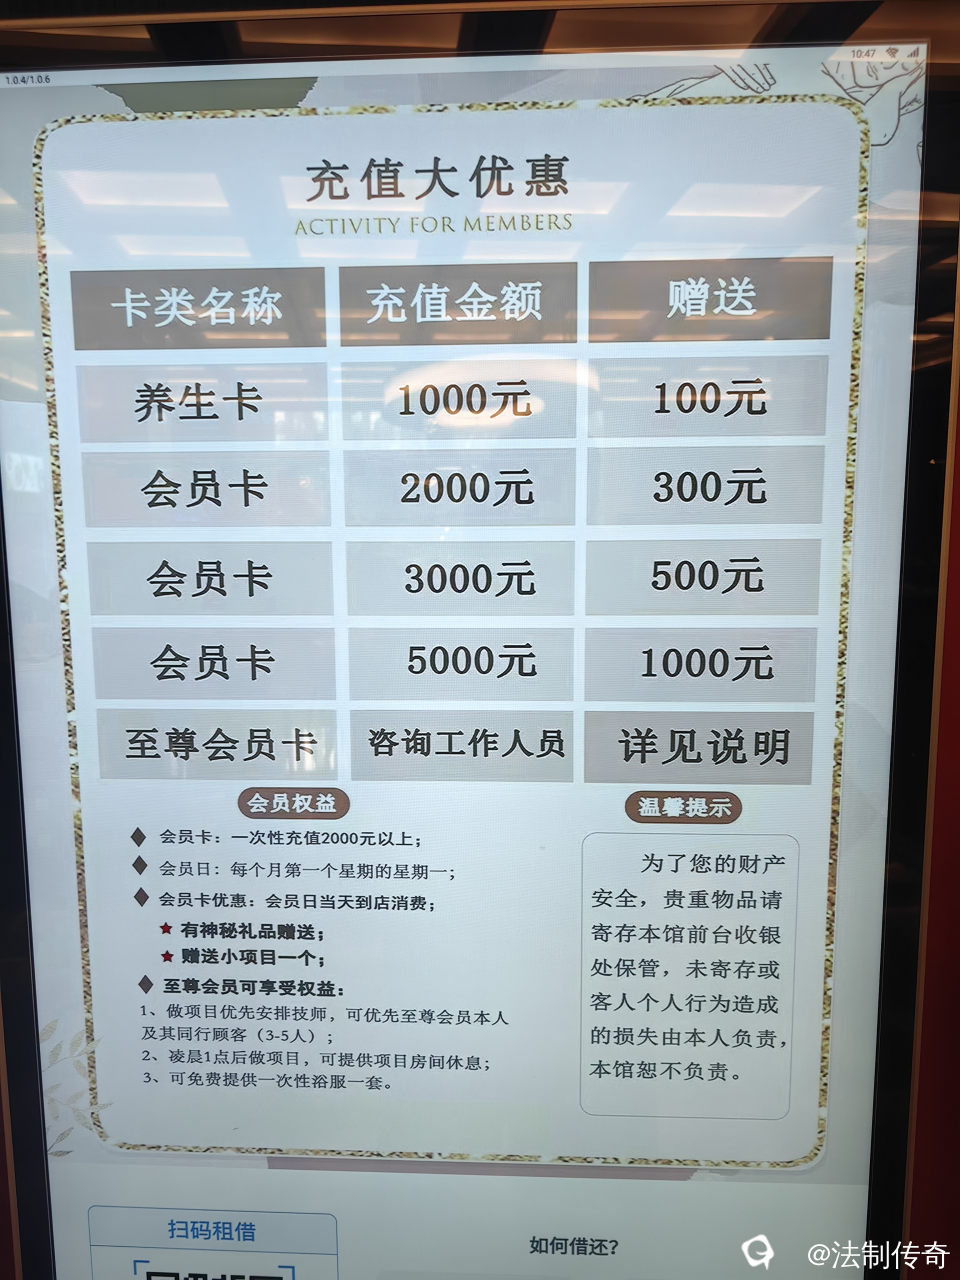 1.0.4/1.0.6
10:47
充值大优惠
ACTIVITY FOR MEMBERS
卡类名称 充值金额 赠送
养生卡 1000元 100元
会员卡 2000元 300元
会员卡 3000元 500元
会员卡 5000元 1000元
至尊会员卡 咨询工作人员 详见说明
会员权益
会员卡：一次性充值2000元以上；
会员日：每个月第一个星期的星期一；
会员卡优惠：会员日当天到店消费；
有神秘礼品赠送；
赠送小项目一个；
至尊会员可享受权益：
1、做项目优先安排技师，可优先至尊会员本人
及其同行顾客（3-5人）；
2、凌晨1点后做项目，可提供项目房间休息；
3、可免费提供一次性浴服一套。
温馨提示
为了您的财产
安全，贵重物品请
寄存本馆前台收银
处保管，未寄存或
客人个人行为造成
的损失由本人负责，
本馆恕不负责。
扫码租借
如何借还？
@法制传奇